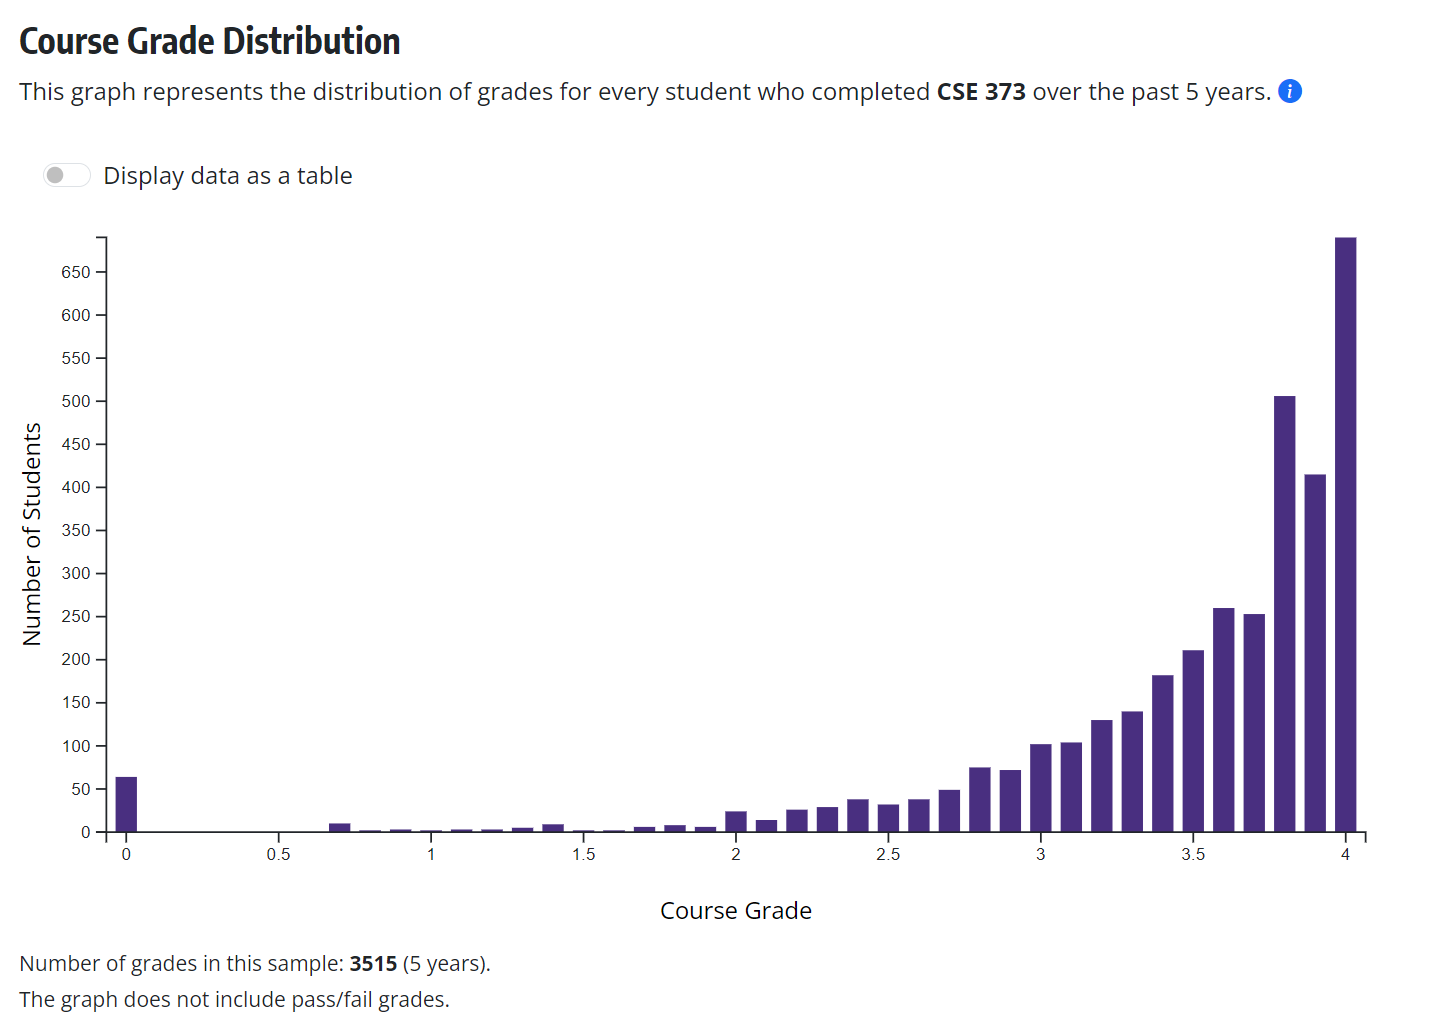 Course Grade Distribution
This graph represents the distribution of grades for every student who completed CSE 373 over the past 5 years. i
Display data as a table
650
600
550
500
450
400
350
300
250
200
150
100
50
0
Number of Students
0 0.5 1 1.5 2 2.5 3 3.5 4
Course Grade
Number of grades in this sample: 3515 (5 years).
The graph does not include pass/fail grades.